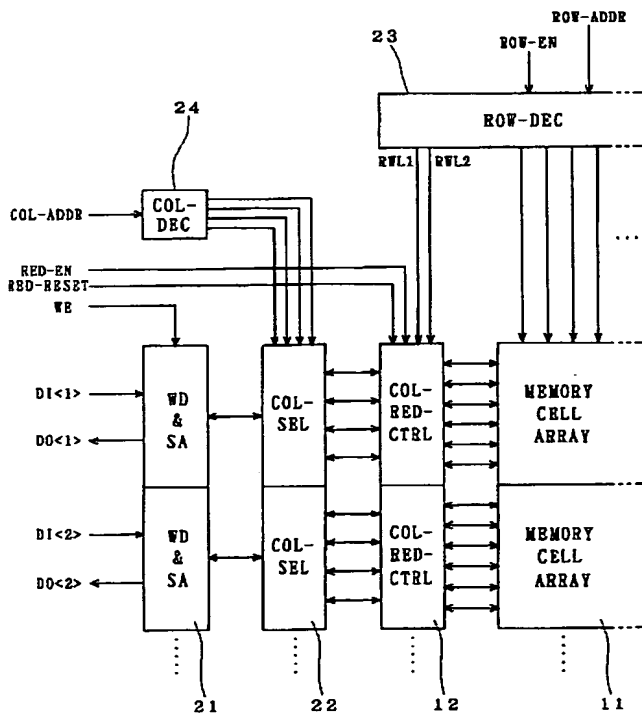 ROW-ADDR
ROW-EN
23
ROW-DEC
RWL1
RWL2
24
COL-ADDR
COL-
DEC
...
RED-EN
RED-RESET
WE
DI<1>
DO<1>
WD
&
SA
COL-
SEL
COL-
RED-
CTRL
MEMORY
CELL
ARRAY
DI<2>
DO<2>
WD
&
SA
COL-
SEL
COL-
RED-
CTRL
MEMORY
CELL
ARRAY
21
22
12
11